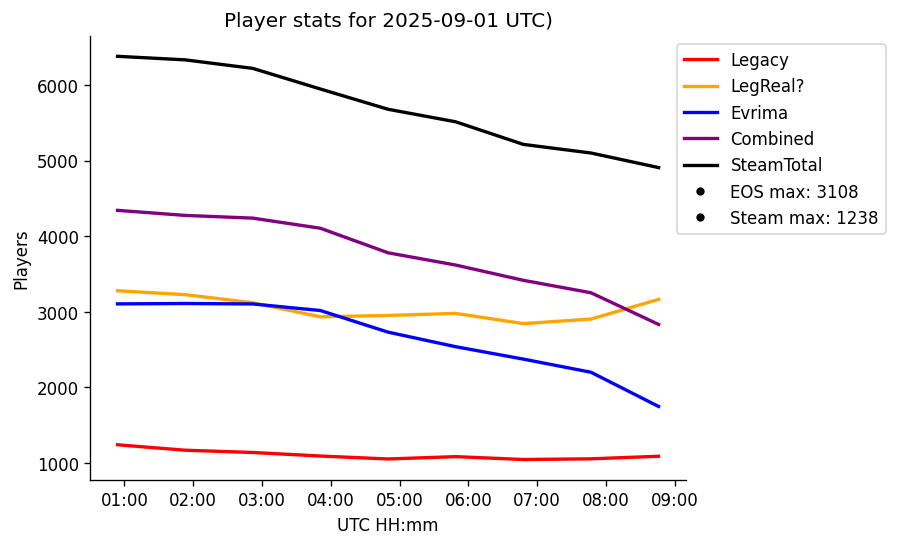 Player stats for 2025-09-01 UTC)
Legacy
LegReal?
Evrima
Combined
SteamTotal
EOS max: 3108
Steam max: 1238
Players
6000
5000
4000
3000
2000
1000
01:00 02:00 03:00 04:00 05:00 06:00 07:00 08:00 09:00
UTC HH:mm